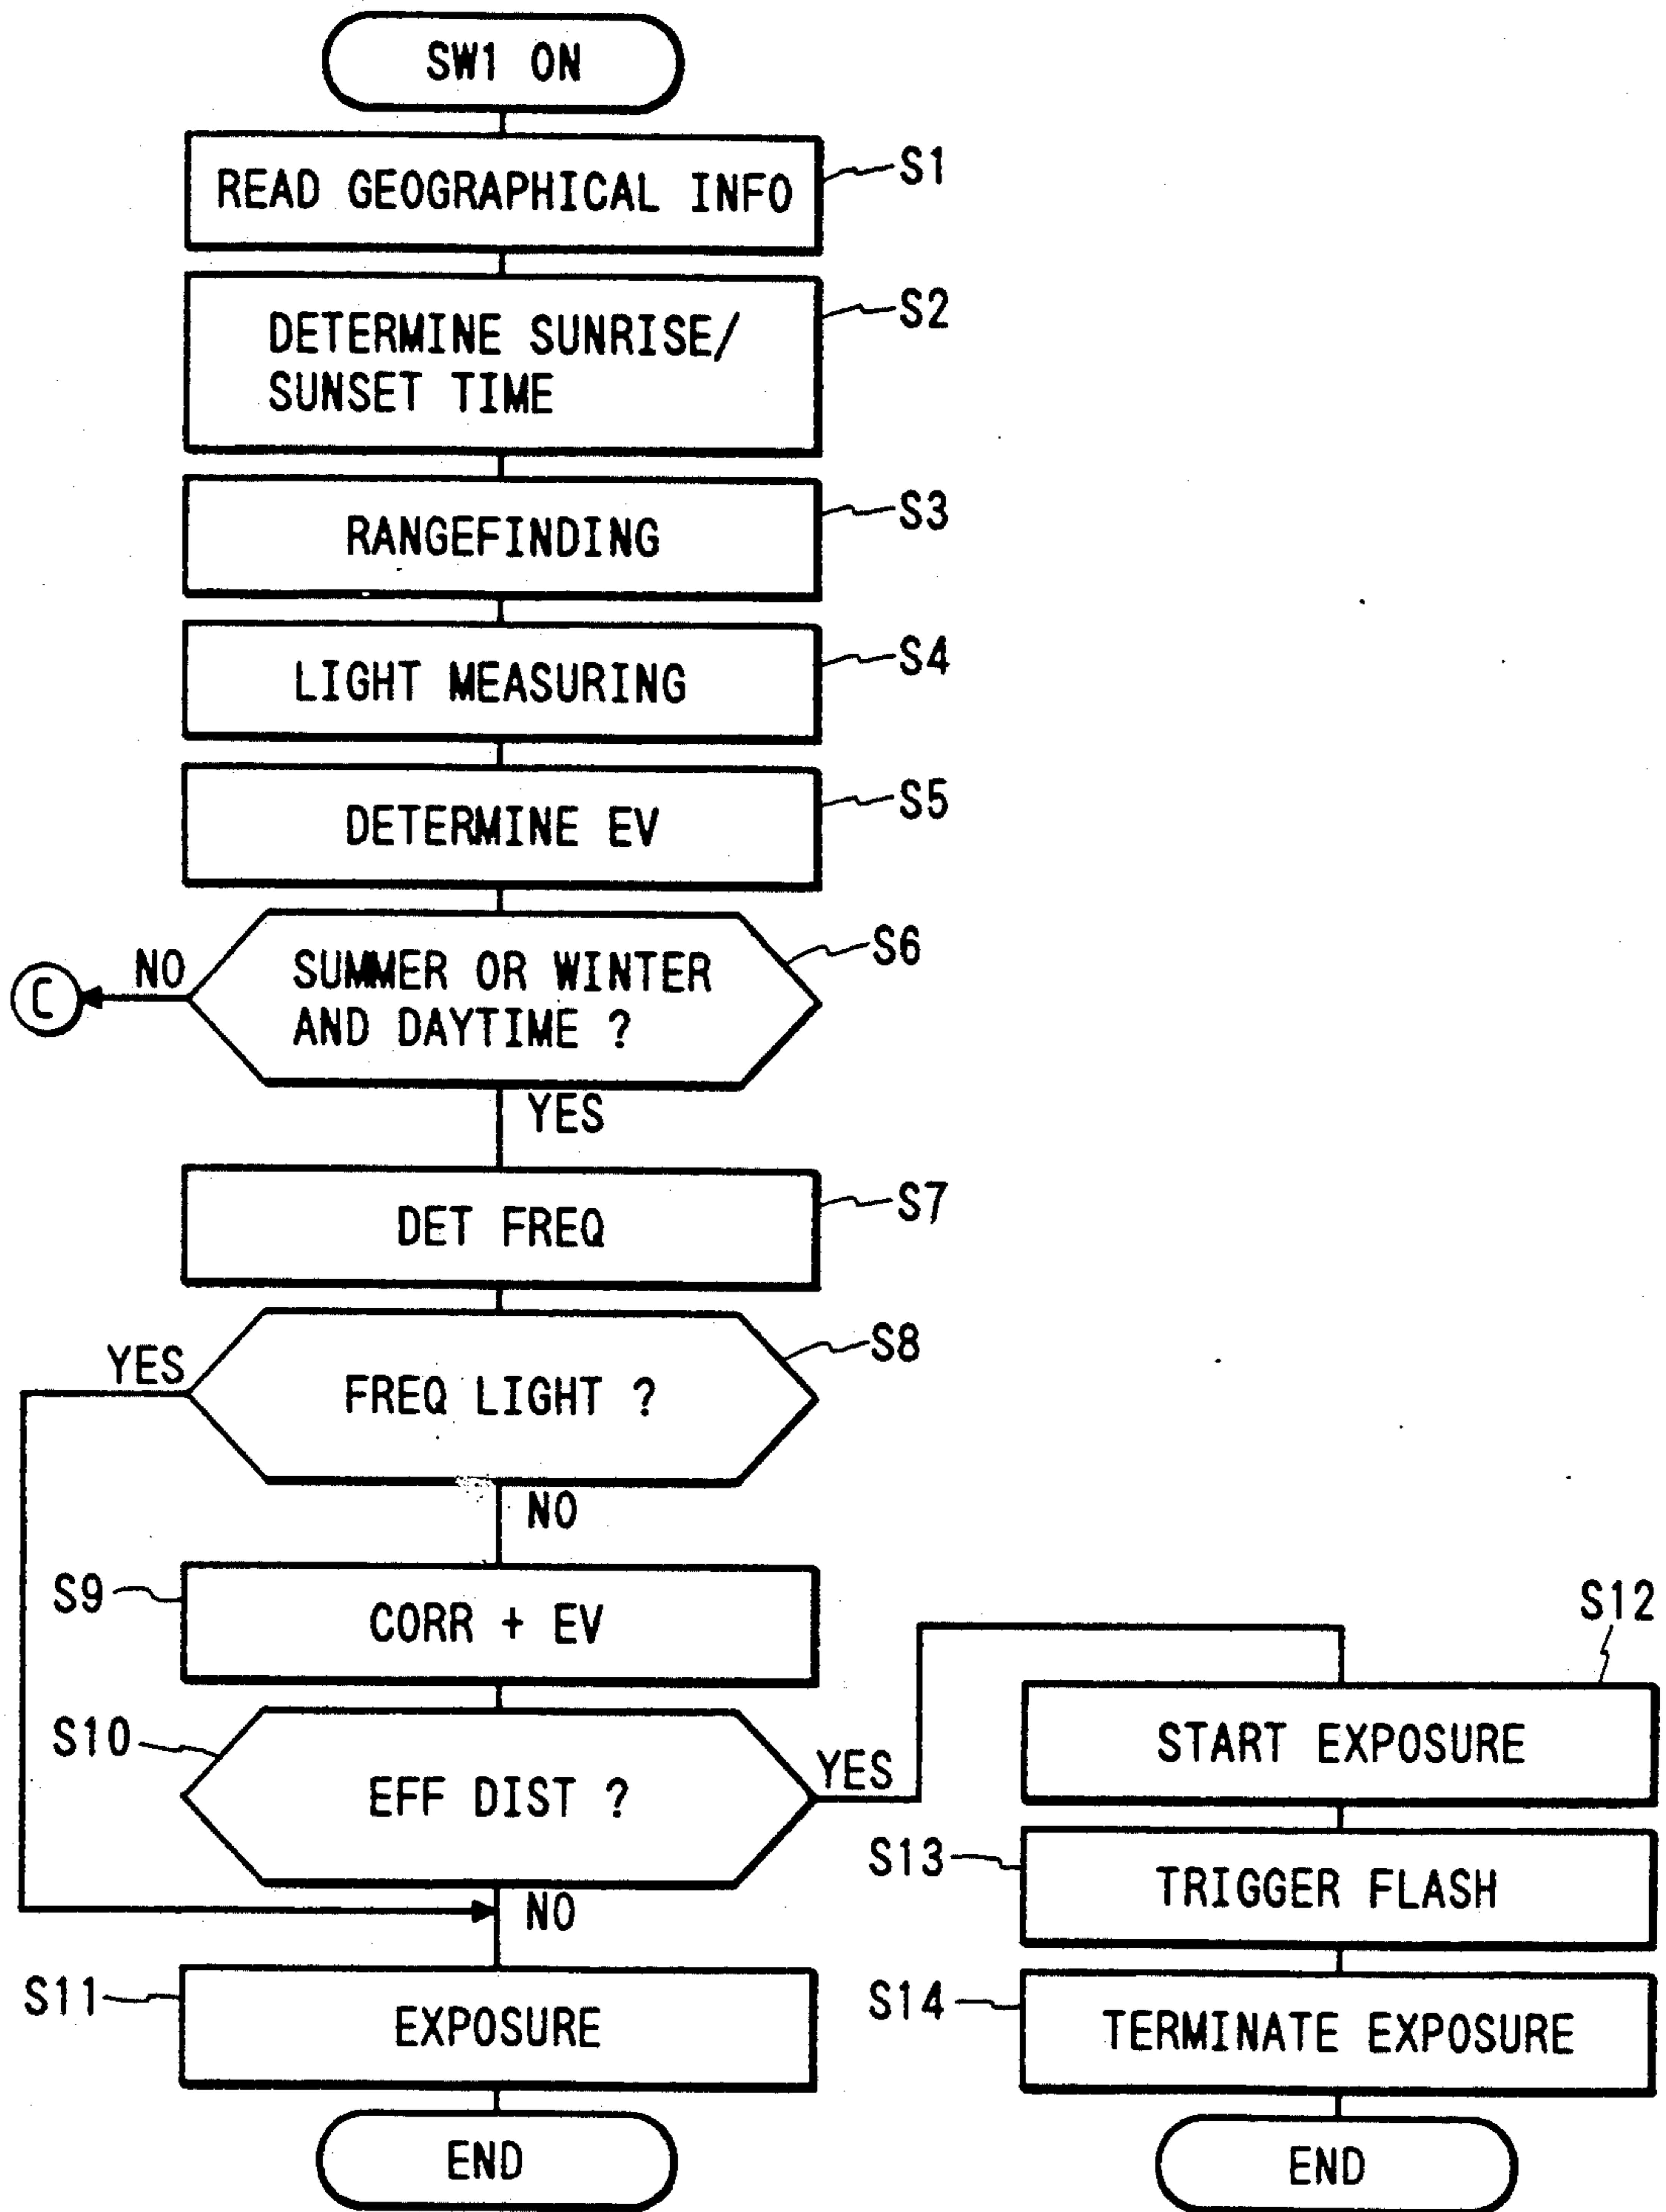 SW1 ON
READ GEOGRAPHICAL INFO
S1
DETERMINE SUNRISE/
SUNSET TIME
S2
RANGEFINDING
S3
LIGHT MEASURING
S4
DETERMINE EV
S5
SUMMER OR WINTER
AND DAYTIME ?
S6
NO
C
YES
DET FREQ
S7
FREQ LIGHT ?
S8
YES
NO
S9
CORR + EV
S10
EFF DIST ?
YES
NO
S11
EXPOSURE
END
S12
START EXPOSURE
S13
TRIGGER FLASH
S14
TERMINATE EXPOSURE
END